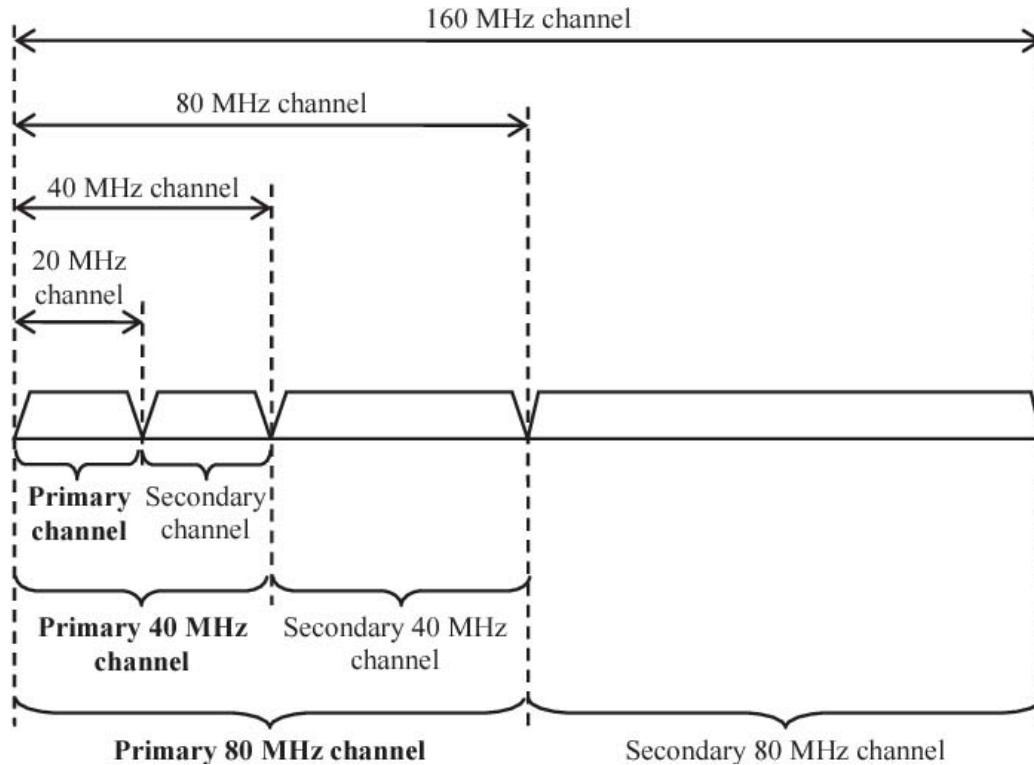 160 MHz channel
80 MHz channel
40 MHz channel
20 MHz
channel
Primary
channel
Secondary
channel
Primary 40 MHz
channel
Secondary 40 MHz
channel
Primary 80 MHz channel
Secondary 80 MHz channel